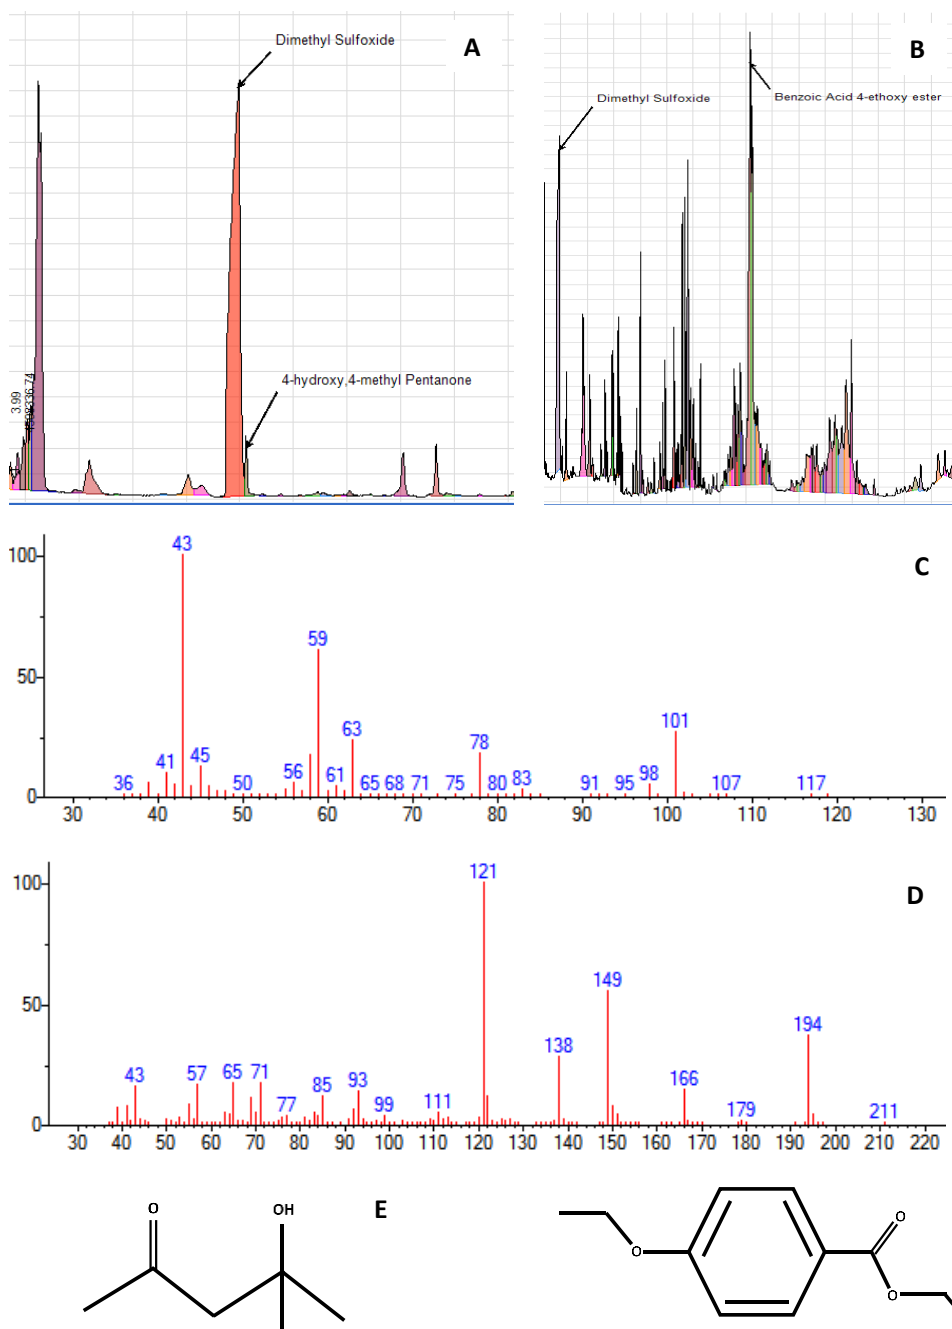 A
Dimethyl Sulfoxide
4-hydroxy,4-methyl Pentanone
3.99
B
Dimethyl Sulfoxide
Benzoic Acid 4-ethoxy ester
C
100
50
0
43
59
63
101
78
41
45
36
50
56
61
65 68 71 75 80 83 91 95 98 107 117
30 40 50 60 70 80 90 100 110 120 130
D
100
50
0
121
149
194
138
166
43 57 65 71 77 85 93 99 111 179 211
30 40 50 60 70 80 90 100 110 120 130 140 150 160 170 180 190 200 210 220
E
O
OH
O
O
O